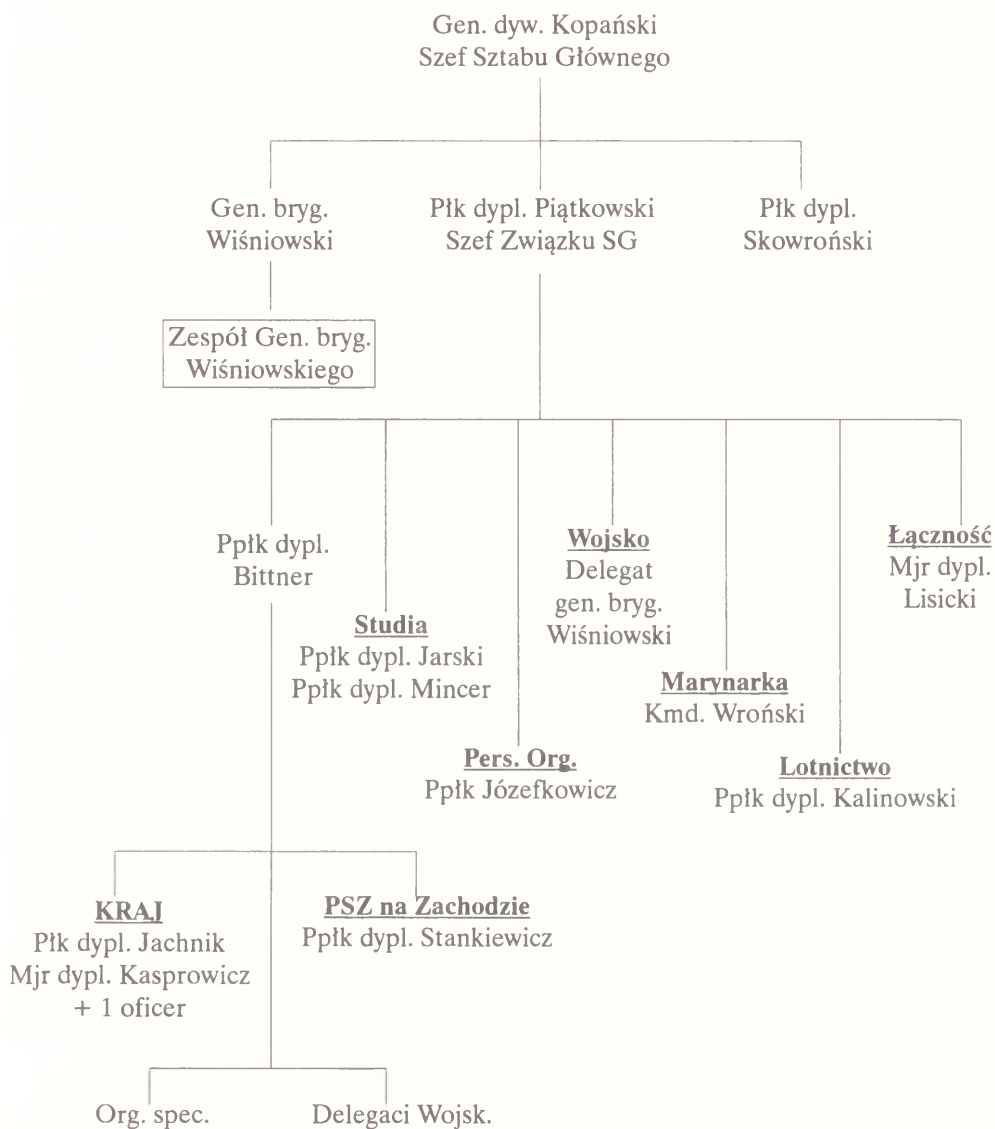 Gen. dyw. Kopański
Szef Sztabu Głównego
Gen. bryg.
Wiśniowski
Płk dypl. Piątkowski
Szef Związku SG
Płk dypl.
Skowroński
Zespół Gen. bryg.
Wiśniowskiego
Ppłk dypl.
Bittner
Studia
Ppłk dypl. Jarski
Ppłk dypl. Mincer
Pers. Org.
Ppłk Józefkowicz
Wojsko
Delegat
gen. bryg.
Wiśniowski
Marynarka
Kmd. Wroński
Lotnictwo
Ppłk dypl. Kalinowski
Łączność
Mjr dypl.
Lisicki
KRAJ
Płk dypl. Jachnik
Mjr dypl. Kasprowicz
+ 1 oficer
PSZ na Zachodzie
Ppłk dypl. Stankiewicz
Org. spec.
Delegaci Wojsk.